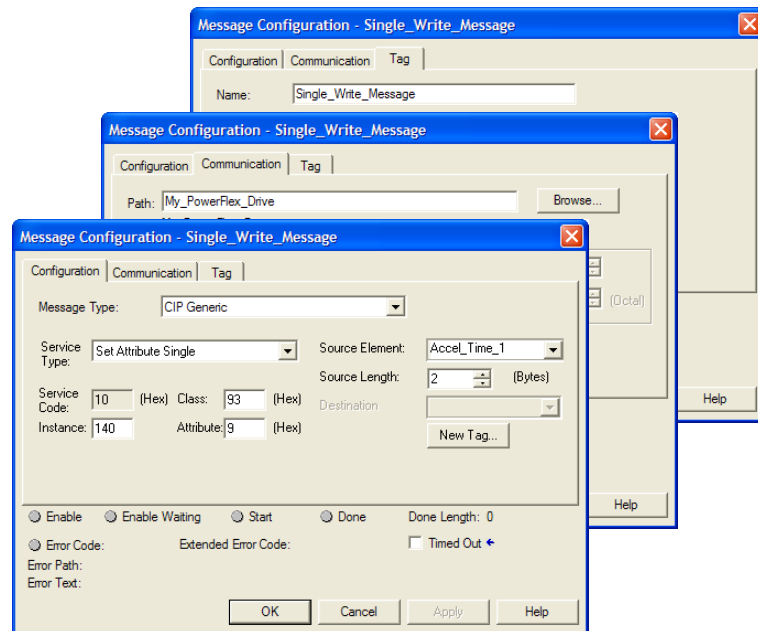 Message Configuration - Single_Write_Message
Configuration Communication Tag
Name: Single_Write_Message
Message Configuration - Single_Write_Message
Configuration Communication Tag
Path: My_PowerFlex_Drive Browse...
(Octal)
Help
Help
Message Configuration - Single_Write_Message
Configuration Communication Tag
Message Type: CIP Generic
Service Type: Set Attribute Single Source Element: Accel_Time_1
Source Length: 2 (Bytes)
Service Code: 10 (Hex) Class: 93 (Hex) Destination
Instance: 140 Attribute: 9 (Hex) New Tag...
Enable Enable Waiting Start Done Done Length: 0
Error Code: Extended Error Code: Timed Out
Error Path:
Error Text:
OK Cancel Apply Help